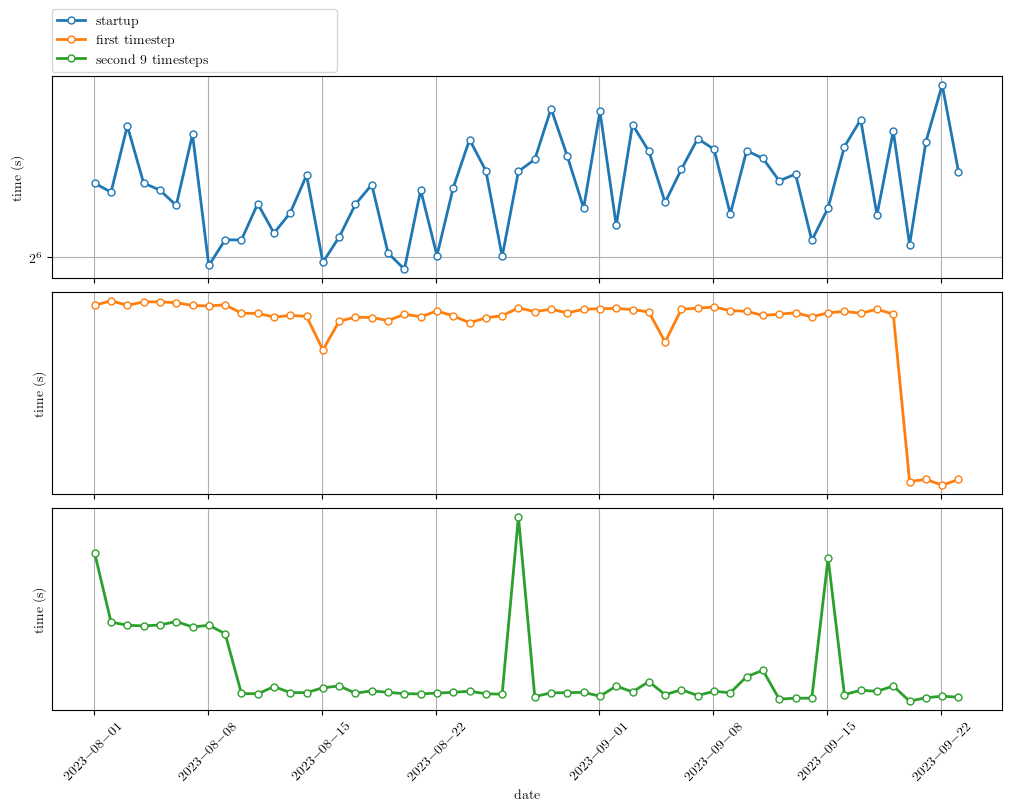 startup
first timestep
second 9 timesteps
time (s)
2^6
time (s)
time (s)
2023−08−01
2023−08−08
2023−08−15
2023−08−22
2023−09−01
2023−09−08
2023−09−15
2023−09−22
date